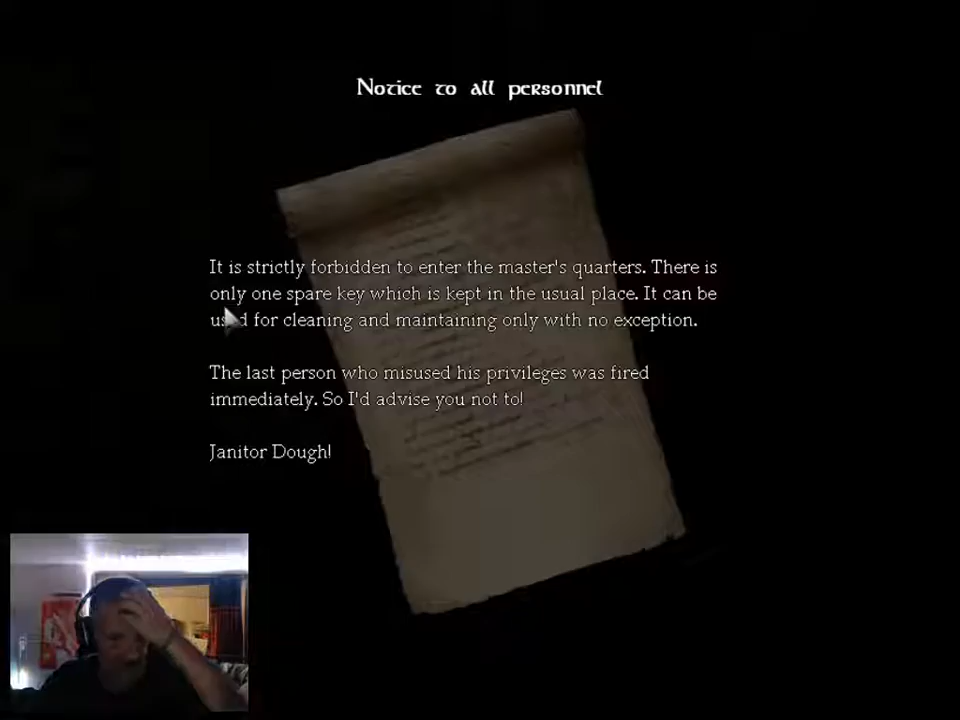 Notice to all personnel
It is strictly forbidden to enter the master's quarters. There is
only one spare key which is kept in the usual place. It can be
used for cleaning and maintaining only with no exception.
The last person who misused his privileges was fired
immediately. So I'd advise you not to!
Janitor Dough!